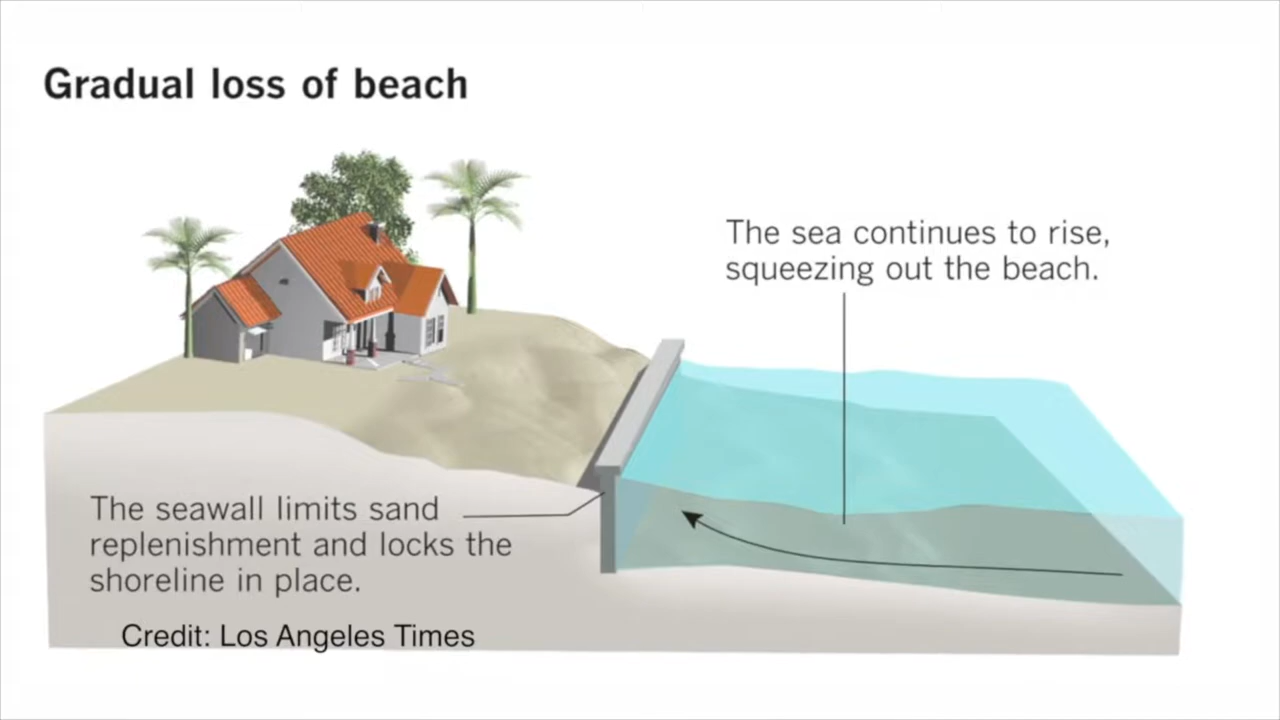 Gradual loss of beach
The sea continues to rise,
squeezing out the beach.
The seawall limits sand
replenishment and locks the
shoreline in place.
Credit: Los Angeles Times